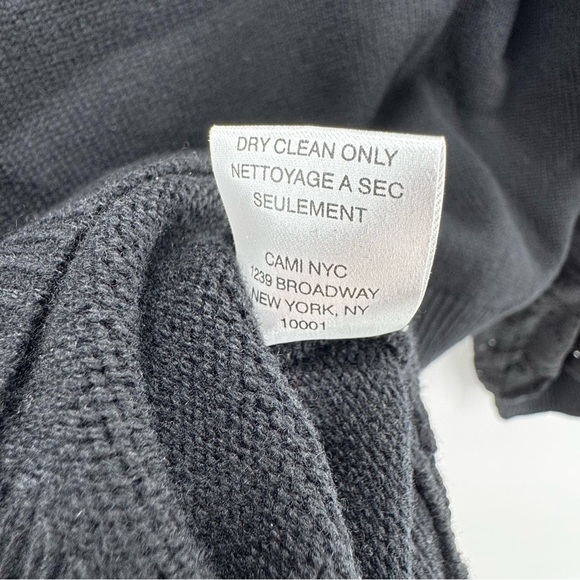 DRY CLEAN ONLY
NETTOYAGE A SEC
SEULEMENT
CAMI NYC
1239 BROADWAY
NEW YORK, NY
10001